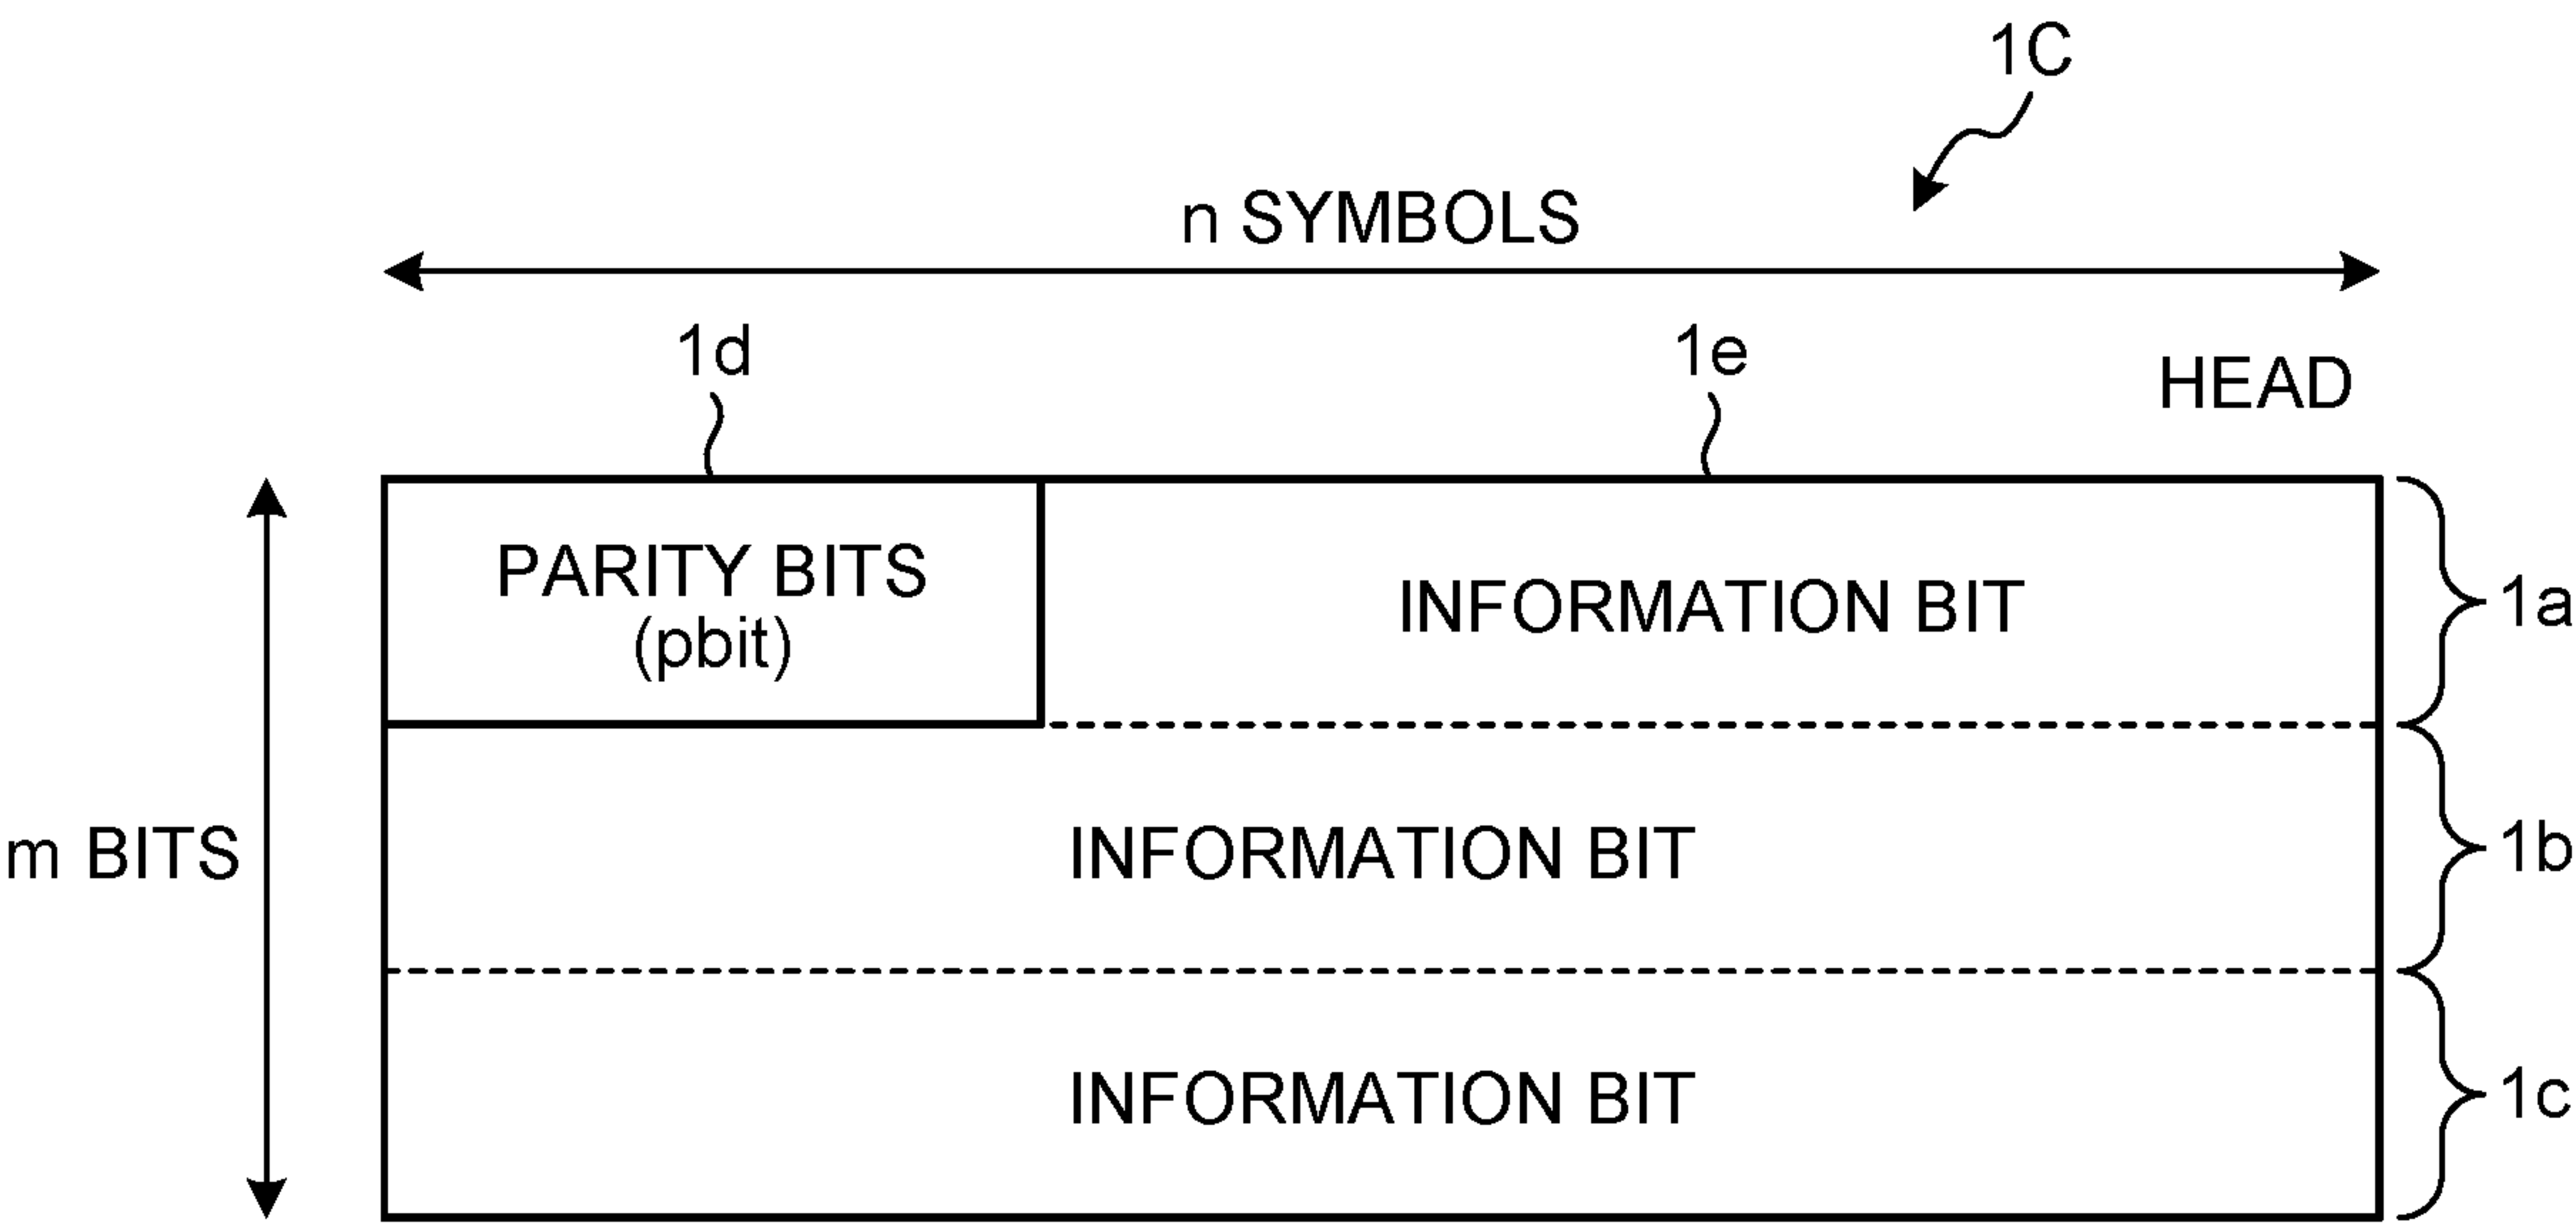 1C
n SYMBOLS
1d
1e
HEAD
PARITY BITS
(pbit)
INFORMATION BIT
1a
m BITS
INFORMATION BIT
1b
INFORMATION BIT
1c